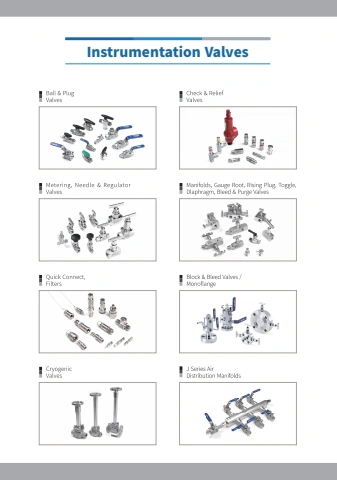 Instrumentation Valves
Ball & Plug
Valves
Check & Relief
Valves
Metering, Needle & Regulator
Valves
Manifolds, Gauge Root, Rising Plug, Toggle,
Diaphragm, Bleed & Purge Valves
Quick Connect,
Filters
Block & Bleed Valves /
Monoflange
Cryogenic
Valves
J Series Air
Distribution Manifolds